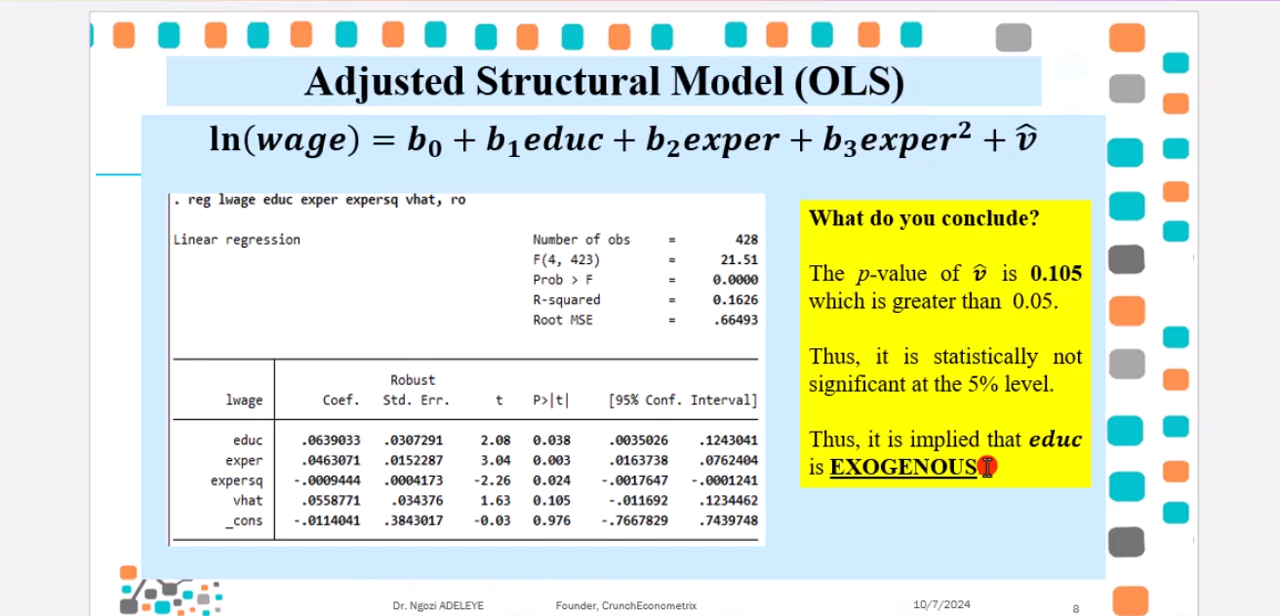 Adjusted Structural Model (OLS)
ln(wage) = b₀ + b₁educ + b₂exper + b₃exper² + v̂
. reg lwage educ exper expersq vhat, ro
Linear regression
Number of obs = 428
F(4, 423) = 21.51
Prob > F = 0.0000
R-squared = 0.1626
Root MSE = .66493
Robust
lwage Coef. Std. Err. t P>|t| [95% Conf. Interval]
educ .0639033 .0307291 2.08 0.038 .0035026 .1243041
exper .0463071 .0152287 3.04 0.003 .0163738 .0762404
expersq -.0009444 .0004173 -2.26 0.024 -.0017647 -.0001241
vhat .0558771 .034376 1.63 0.105 -.011692 .1234462
_cons -.0114041 .3843017 -0.03 0.976 -.7667829 .7439748
What do you conclude?
The p-value of v̂ is 0.105
which is greater than 0.05.
Thus, it is statistically not
significant at the 5% level.
Thus, it is implied that educ
is EXOGENOUS
Dr. Ngozi ADELEYE Founder, CrunchEconometrix 10/7/2024 8